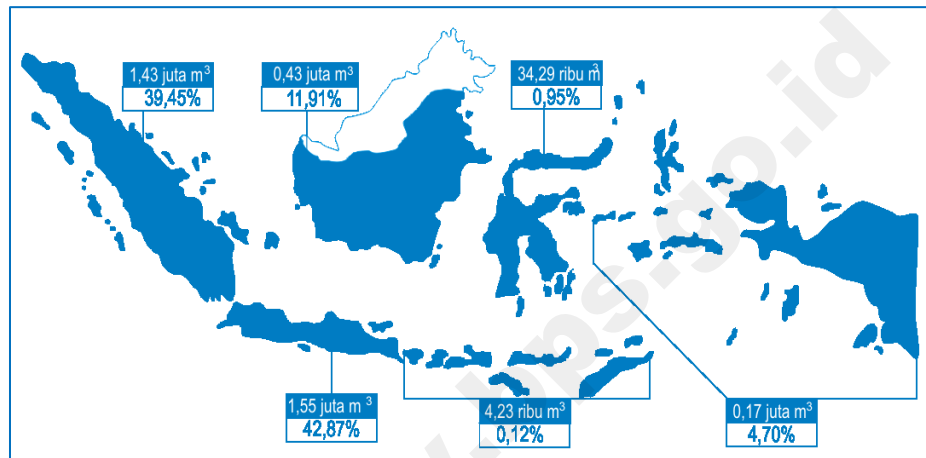 1,43 juta m³
39,45%
0,43 juta m³
11,91%
34,29 ribu m³
0,95%
1,55 juta m³
42,87%
4,23 ribu m³
0,12%
0,17 juta m³
4,70%
.bps.go.id